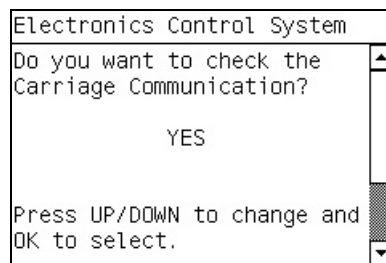 Electronics Control System
Do you want to check the
Carriage Communication?
YES
Press UP/DOWN to change and
OK to select.